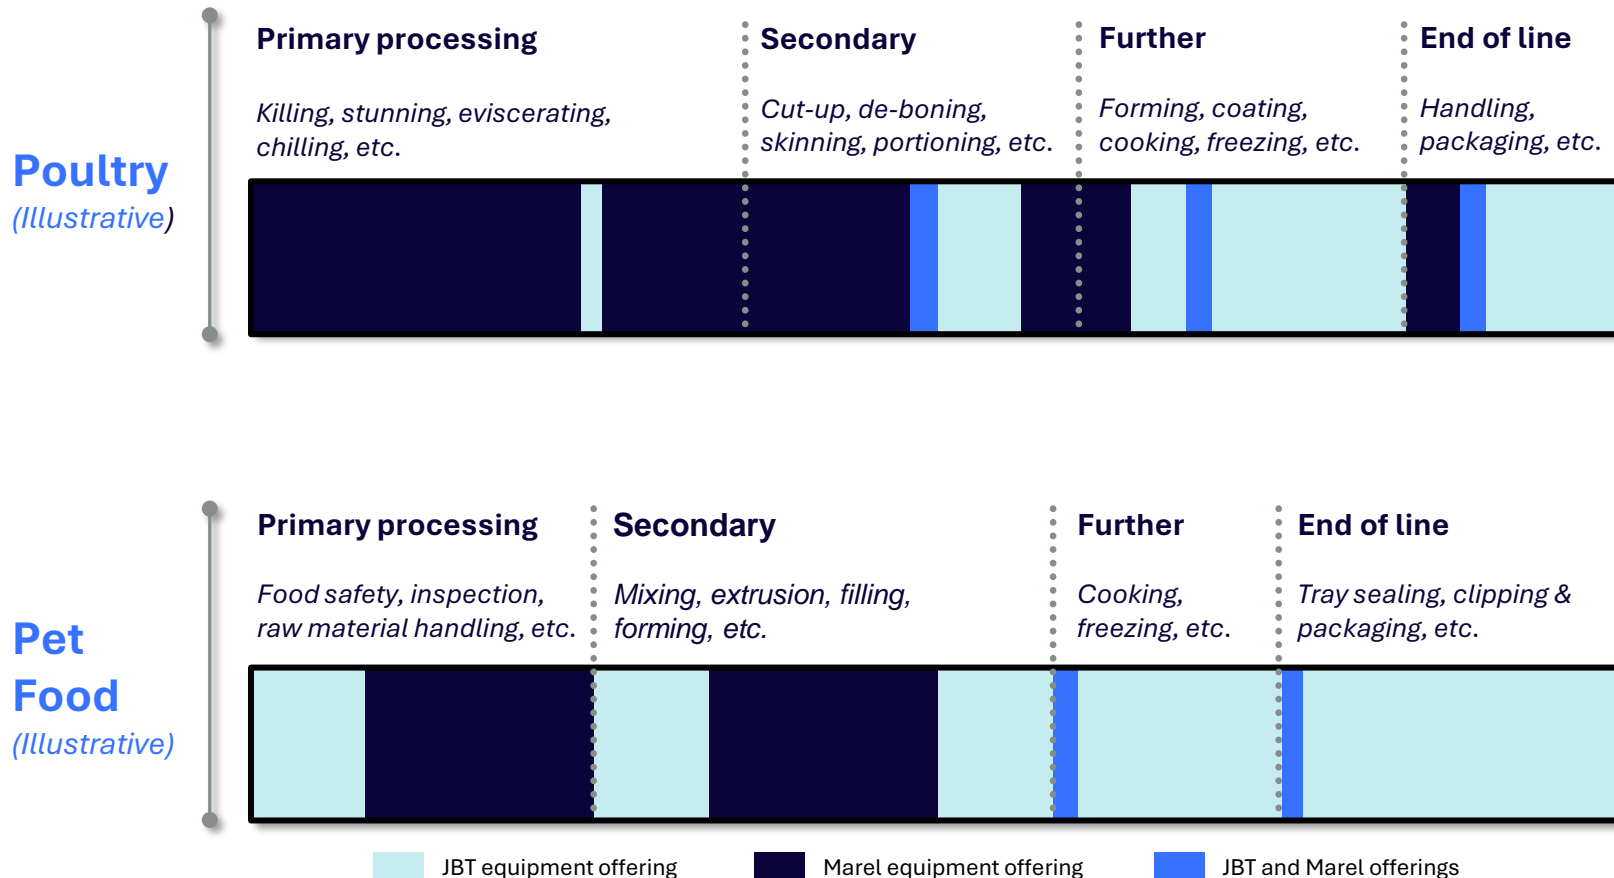 Poultry
(Illustrative)
Primary processing
Killing, stunning, eviscerating,
chilling, etc.
Secondary
Cut-up, de-boning,
skinning, portioning, etc.
Further
Forming, coating,
cooking, freezing, etc.
End of line
Handling,
packaging, etc.
Pet
Food
(Illustrative)
Primary processing
Food safety, inspection,
raw material handling, etc.
Secondary
Mixing, extrusion, filling,
forming, etc.
Further
Cooking,
freezing, etc.
End of line
Tray sealing, clipping &
packaging, etc.
JBT equipment offering
Marel equipment offering
JBT and Marel offerings